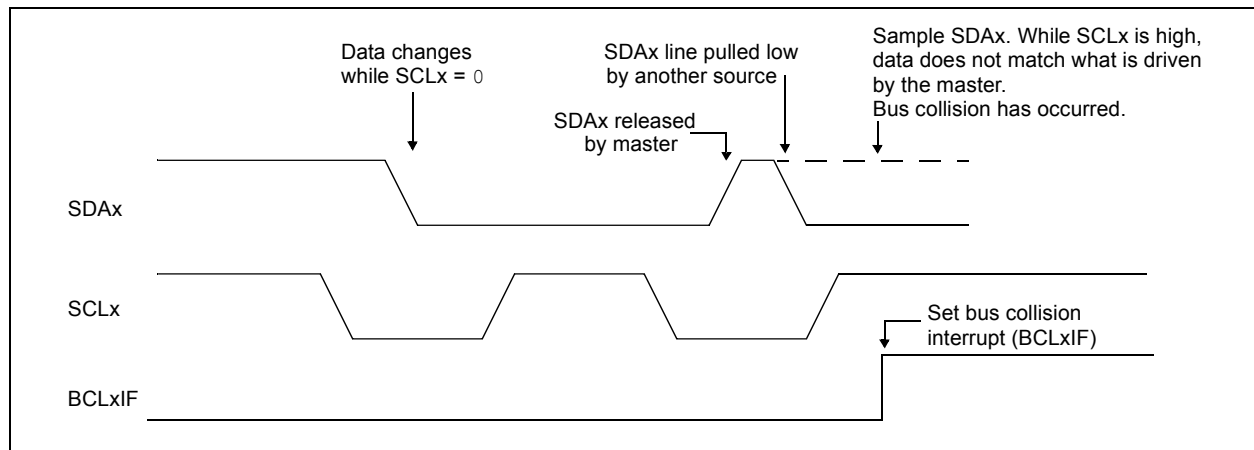 Data changes
while SCLx = 0
SDAx line pulled low
by another source
Sample SDAx. While SCLx is high,
data does not match what is driven
by the master.
Bus collision has occurred.
SDAx released
by master
SDAx
SCLx
Set bus collision
interrupt (BCLxIF)
BCLxIF